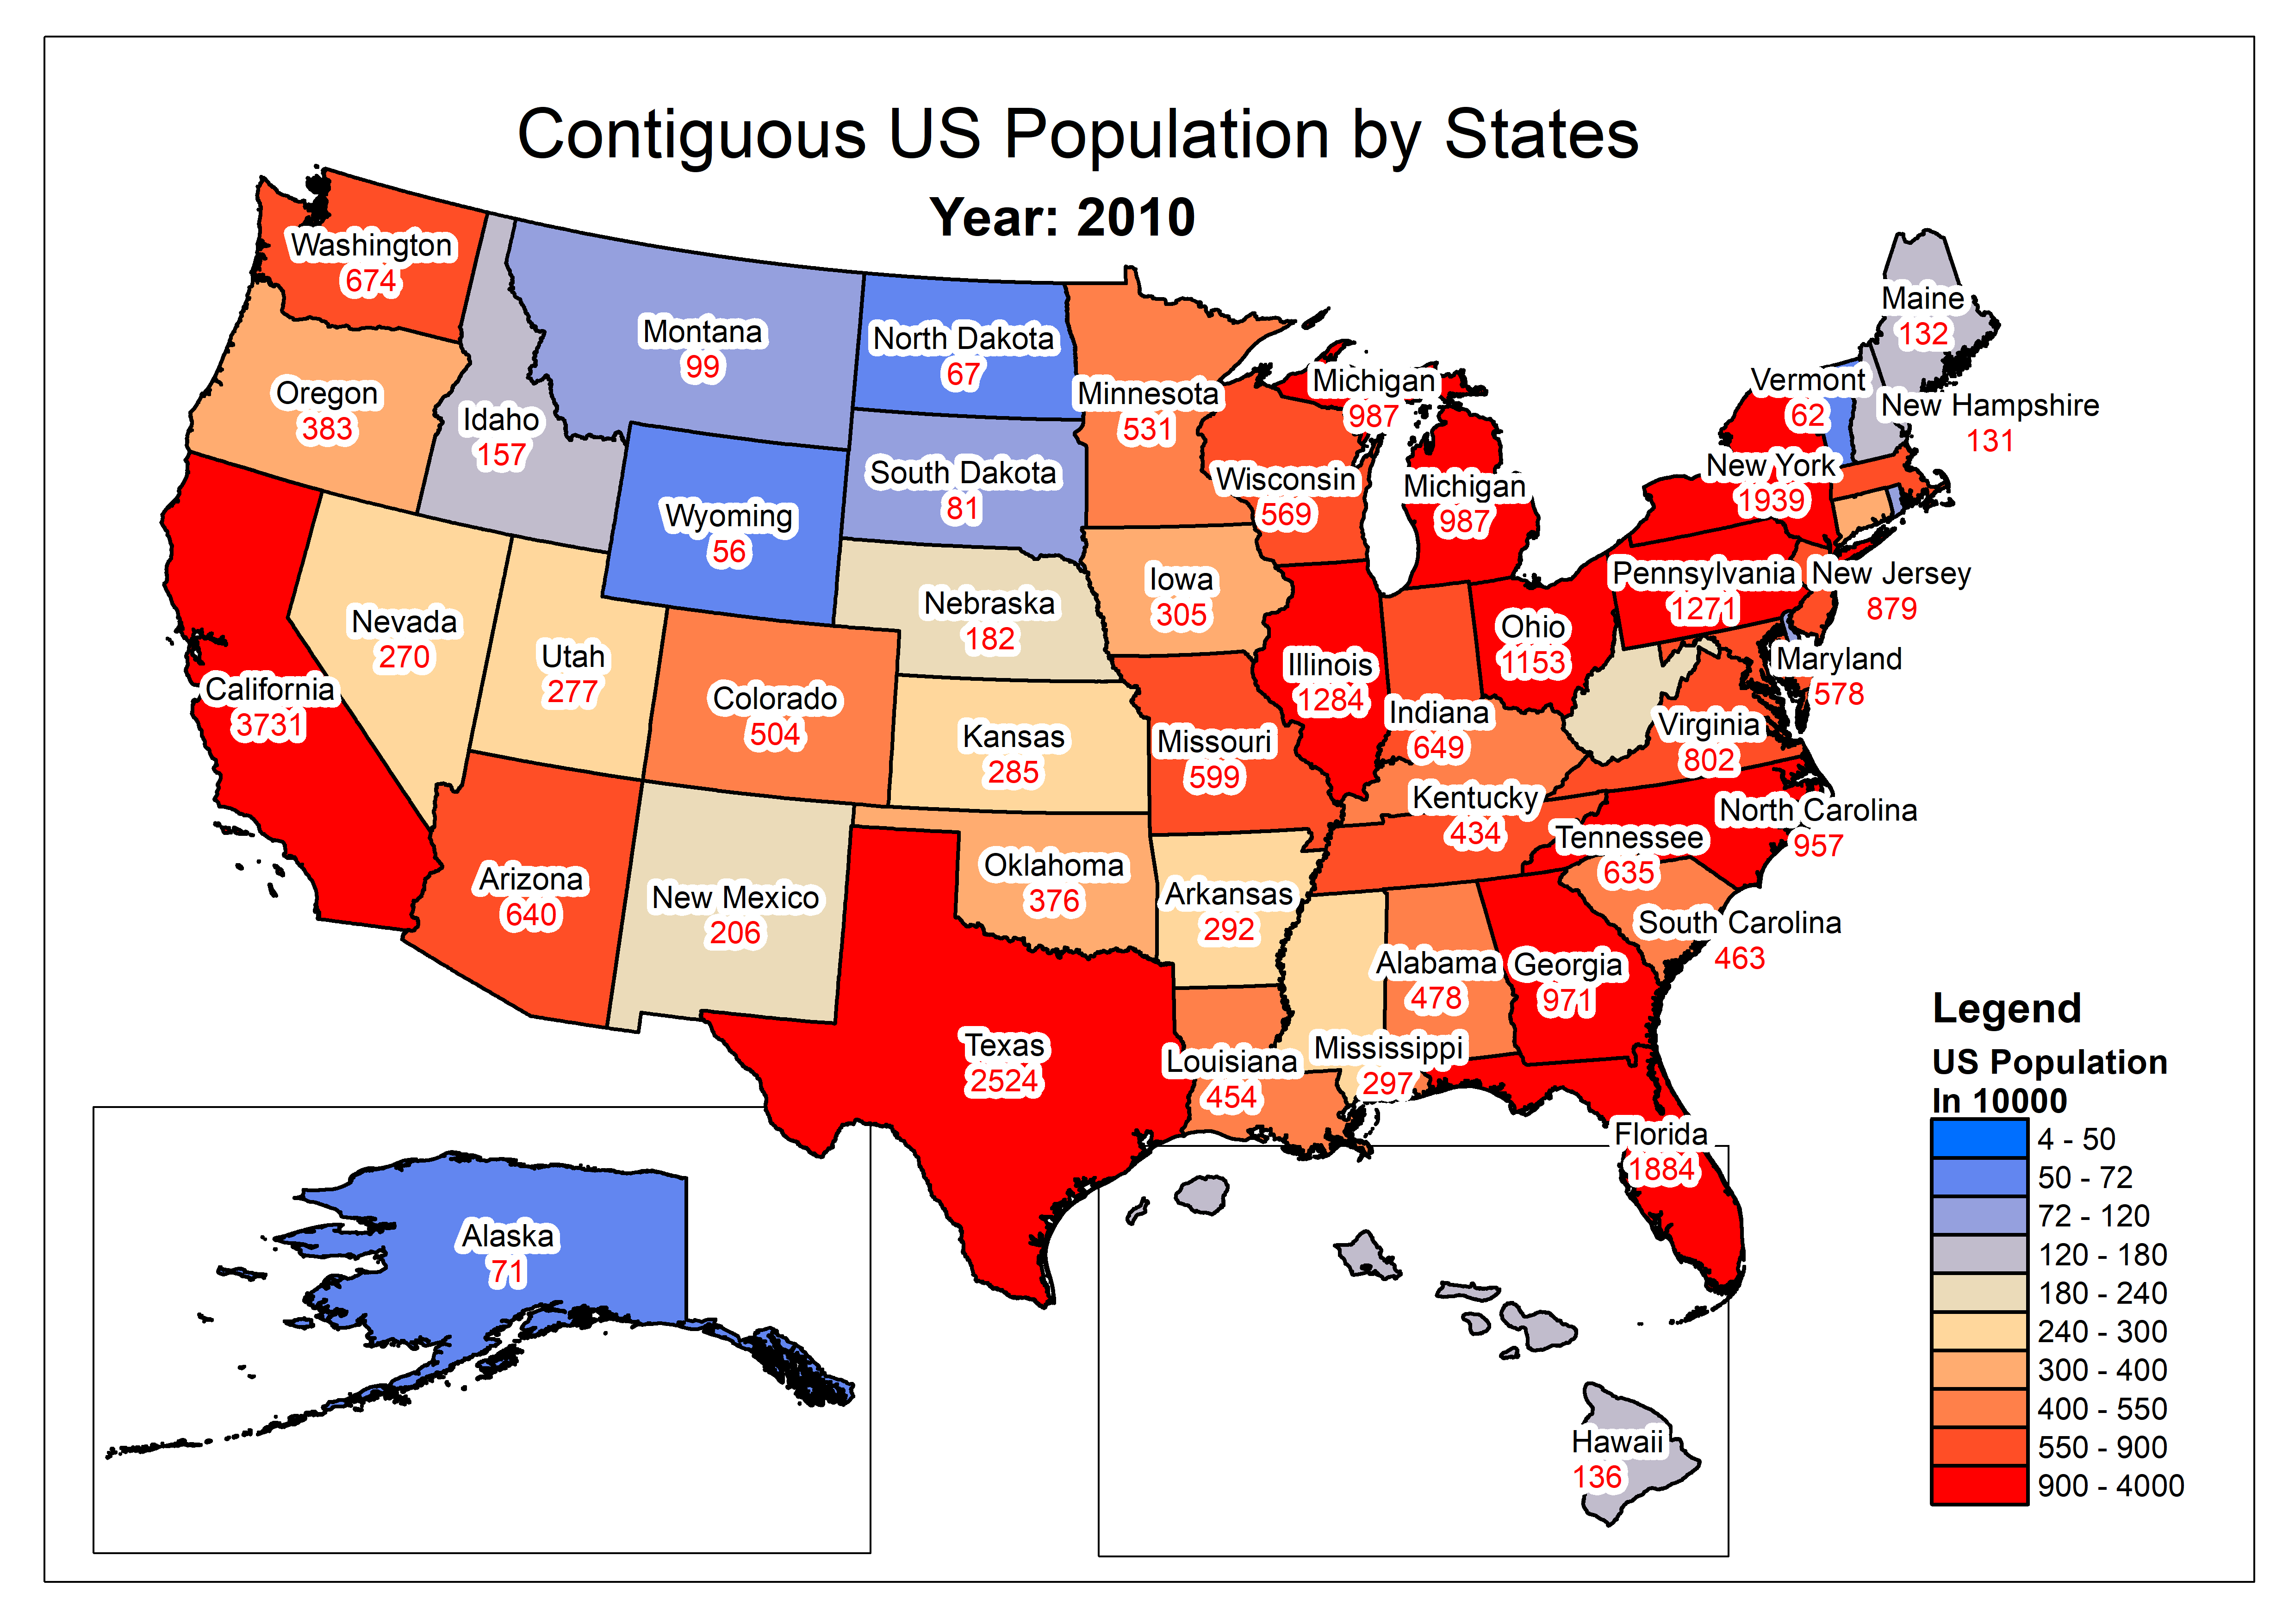 Contiguous US Population by States
Year: 2010
Washington
674
Oregon
383
Idaho
157
Montana
99
North Dakota
67
Minnesota
531
Michigan
987
Maine
132
Vermont
62
New Hampshire
131
South Dakota
81
Wyoming
56
Wisconsin
569
Michigan
987
New York
1939
Nebraska
182
Iowa
305
Pennsylvania
1271
New Jersey
879
Nevada
270
Utah
277
Ohio
1153
Illinois
1284
Maryland
578
California
3731
Colorado
504
Kansas
285
Missouri
599
Indiana
649
Virginia
802
Kentucky
434
North Carolina
957
Tennessee
635
Arizona
640
New Mexico
206
Oklahoma
376
Arkansas
292
South Carolina
463
Alabama
478
Georgia
971
Texas
2524
Louisiana
454
Mississippi
297
Florida
1884
Alaska
71
Hawaii
136
Legend
US Population
In 10000
4 - 50
50 - 72
72 - 120
120 - 180
180 - 240
240 - 300
300 - 400
400 - 550
550 - 900
900 - 4000